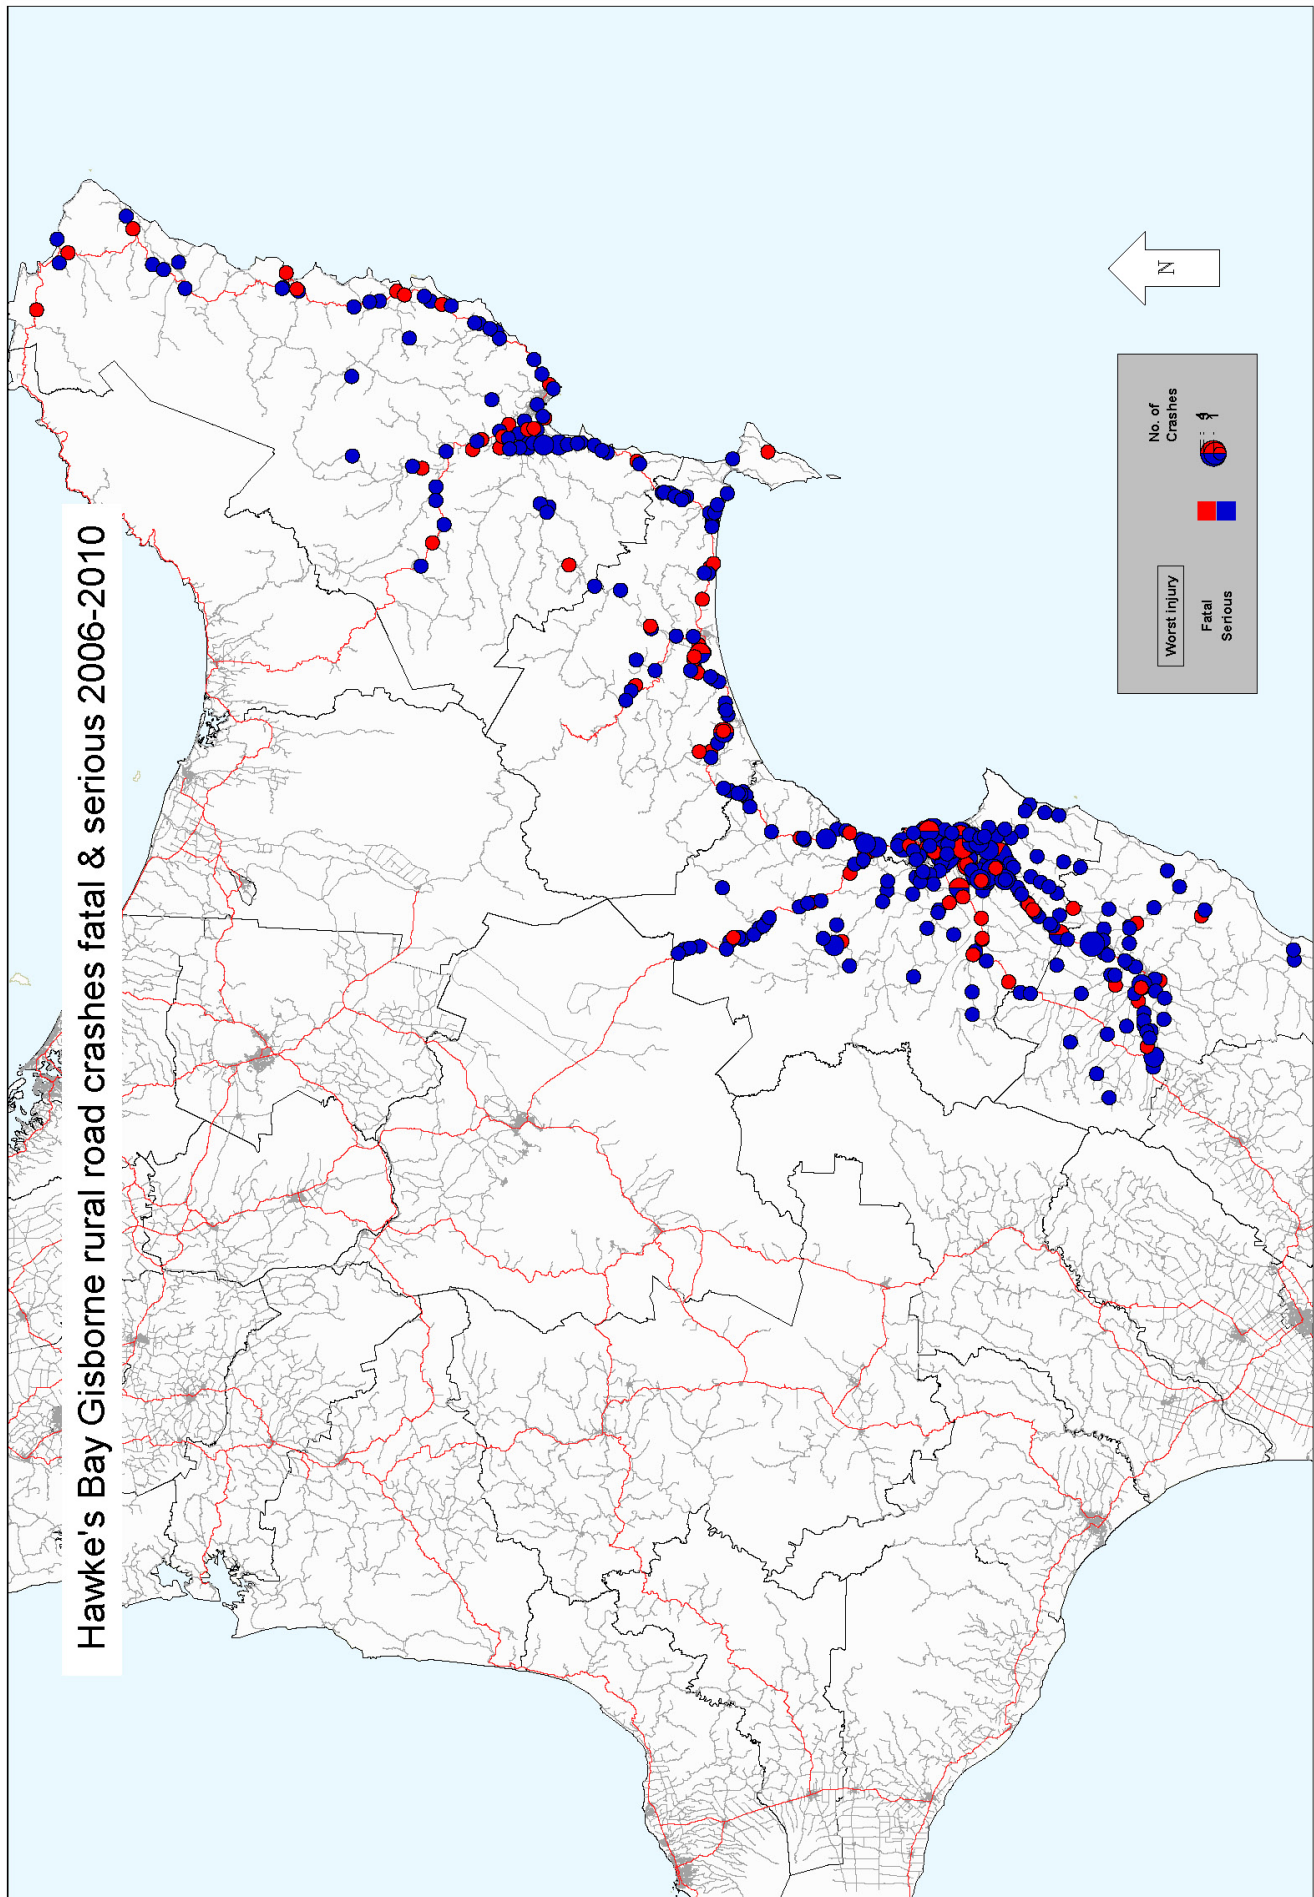 Hawke's Bay Gisborne rural road crashes fatal & serious 2006-2010
N
Worst injury
No. of
Crashes
Fatal
Serious